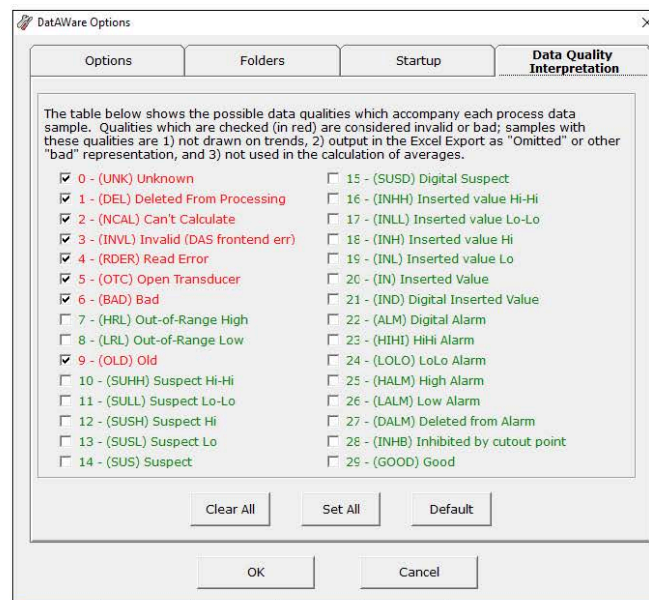 DatAWare Options
Options
Folders
Startup
Data Quality
Interpretation
The table below shows the possible data qualities which accompany each process data
sample. Qualities which are checked (in red) are considered invalid or bad; samples with
these qualities are 1) not drawn on trends, 2) output in the Excel Export as "Omitted" or other
"bad" representation, and 3) not used in the calculation of averages.
0 - (UNK) Unknown
1 - (DEL) Deleted From Processing
2 - (NCAL) Can't Calculate
3 - (INVL) Invalid (DAS frontend err)
4 - (RDER) Read Error
5 - (OTC) Open Transducer
6 - (BAD) Bad
7 - (HRL) Out-of-Range High
8 - (LRL) Out-of-Range Low
9 - (OLD) Old
10 - (SUHH) Suspect Hi-Hi
11 - (SULL) Suspect Lo-Lo
12 - (SUSH) Suspect Hi
13 - (SUSL) Suspect Lo
14 - (SUS) Suspect
15 - (SUSD) Digital Suspect
16 - (INHH) Inserted value Hi-Hi
17 - (INLL) Inserted value Lo-Lo
18 - (INH) Inserted value Hi
19 - (INL) Inserted value Lo
20 - (IN) Inserted Value
21 - (IND) Digital Inserted Value
22 - (ALM) Digital Alarm
23 - (HIHI) HiHi Alarm
24 - (LOLO) LoLo Alarm
25 - (HALM) High Alarm
26 - (LALM) Low Alarm
27 - (DALM) Deleted from Alarm
28 - (INHB) Inhibited by cutout point
29 - (GOOD) Good
Clear All
Set All
Default
OK
Cancel